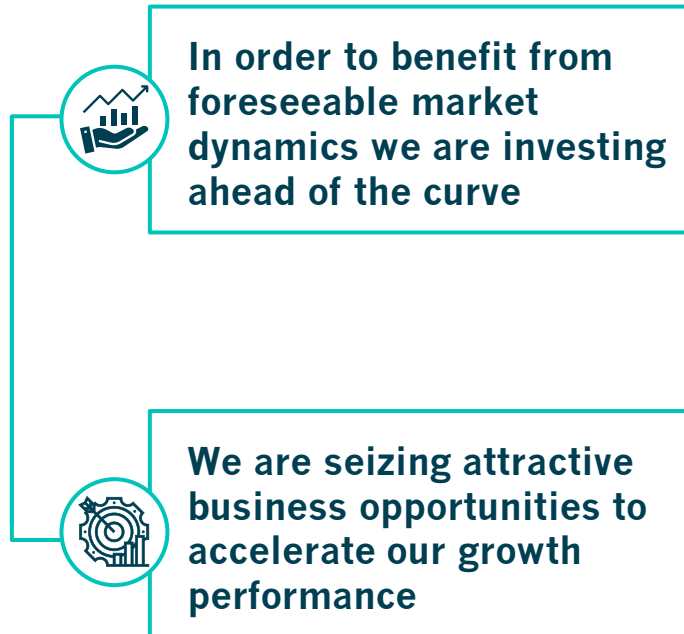 In order to benefit from
foreseeable market
dynamics we are investing
ahead of the curve
We are seizing attractive
business opportunities to
accelerate our growth
performance